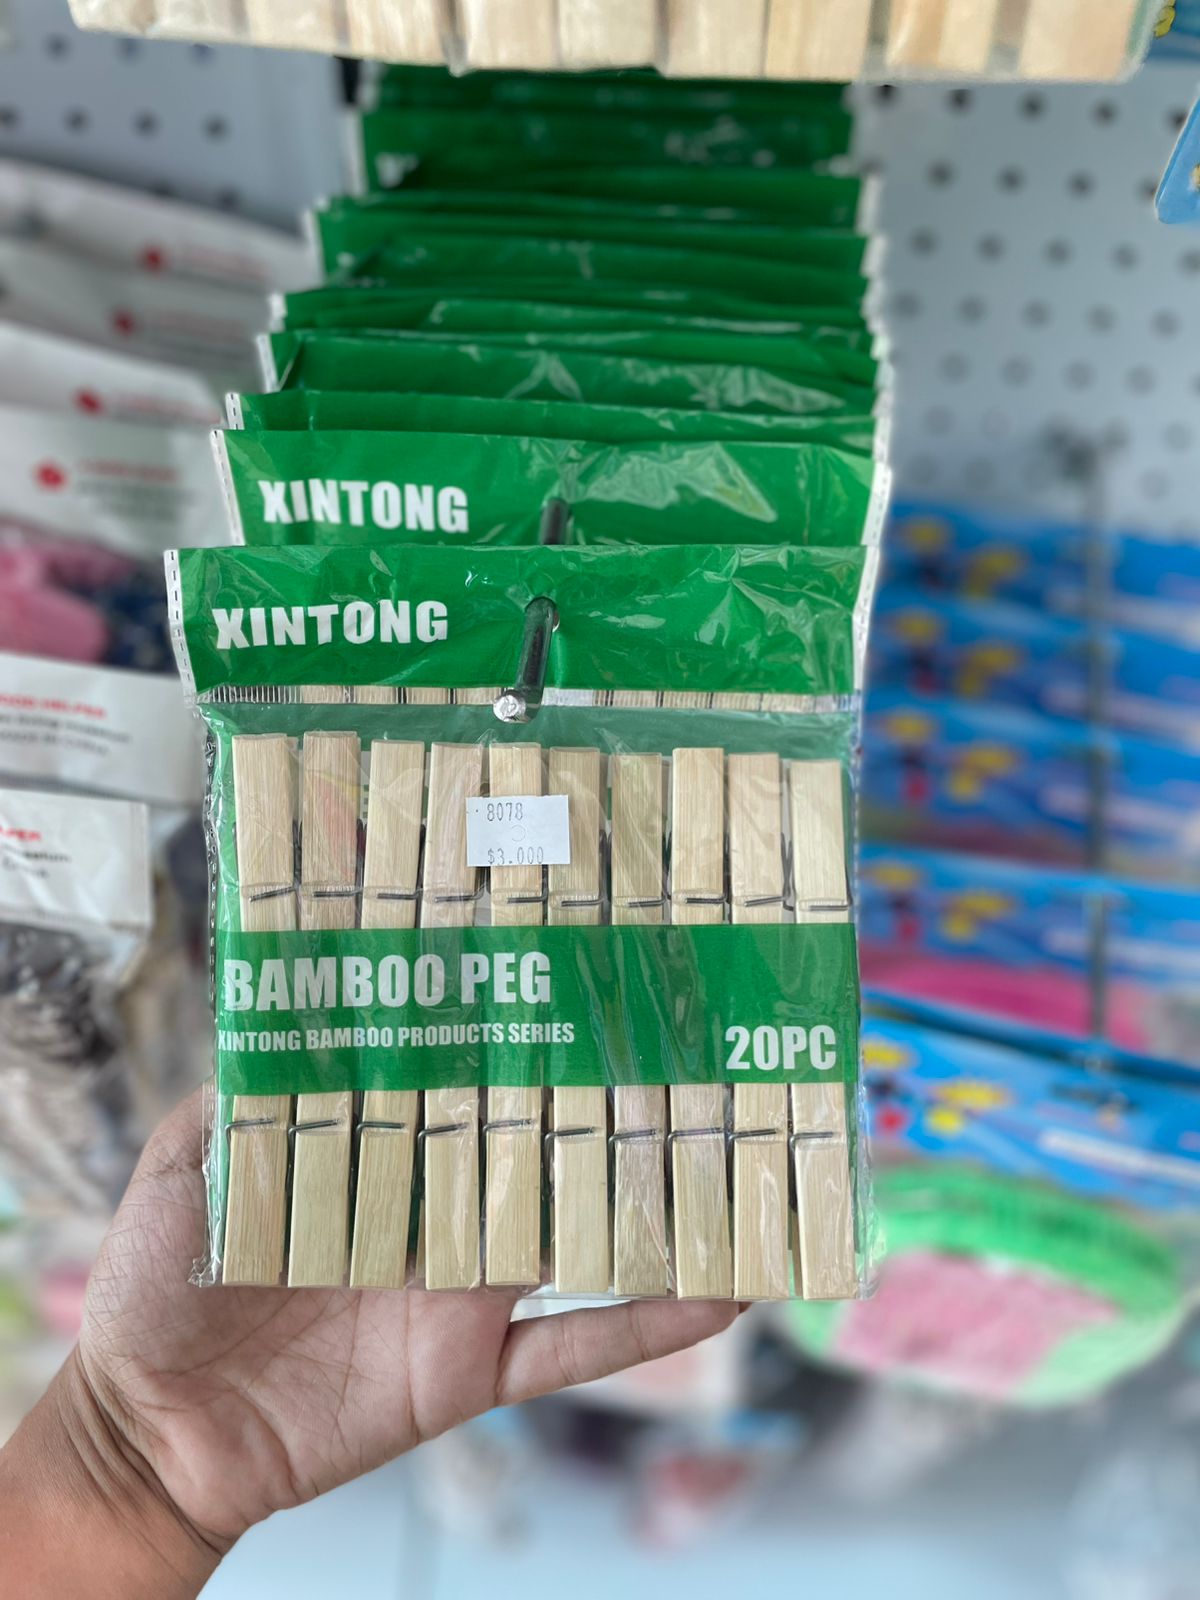 XINTONG
XINTONG
8078
$3.000
BAMBOO PEG
XINTONG BAMBOO PRODUCTS SERIES
20PC